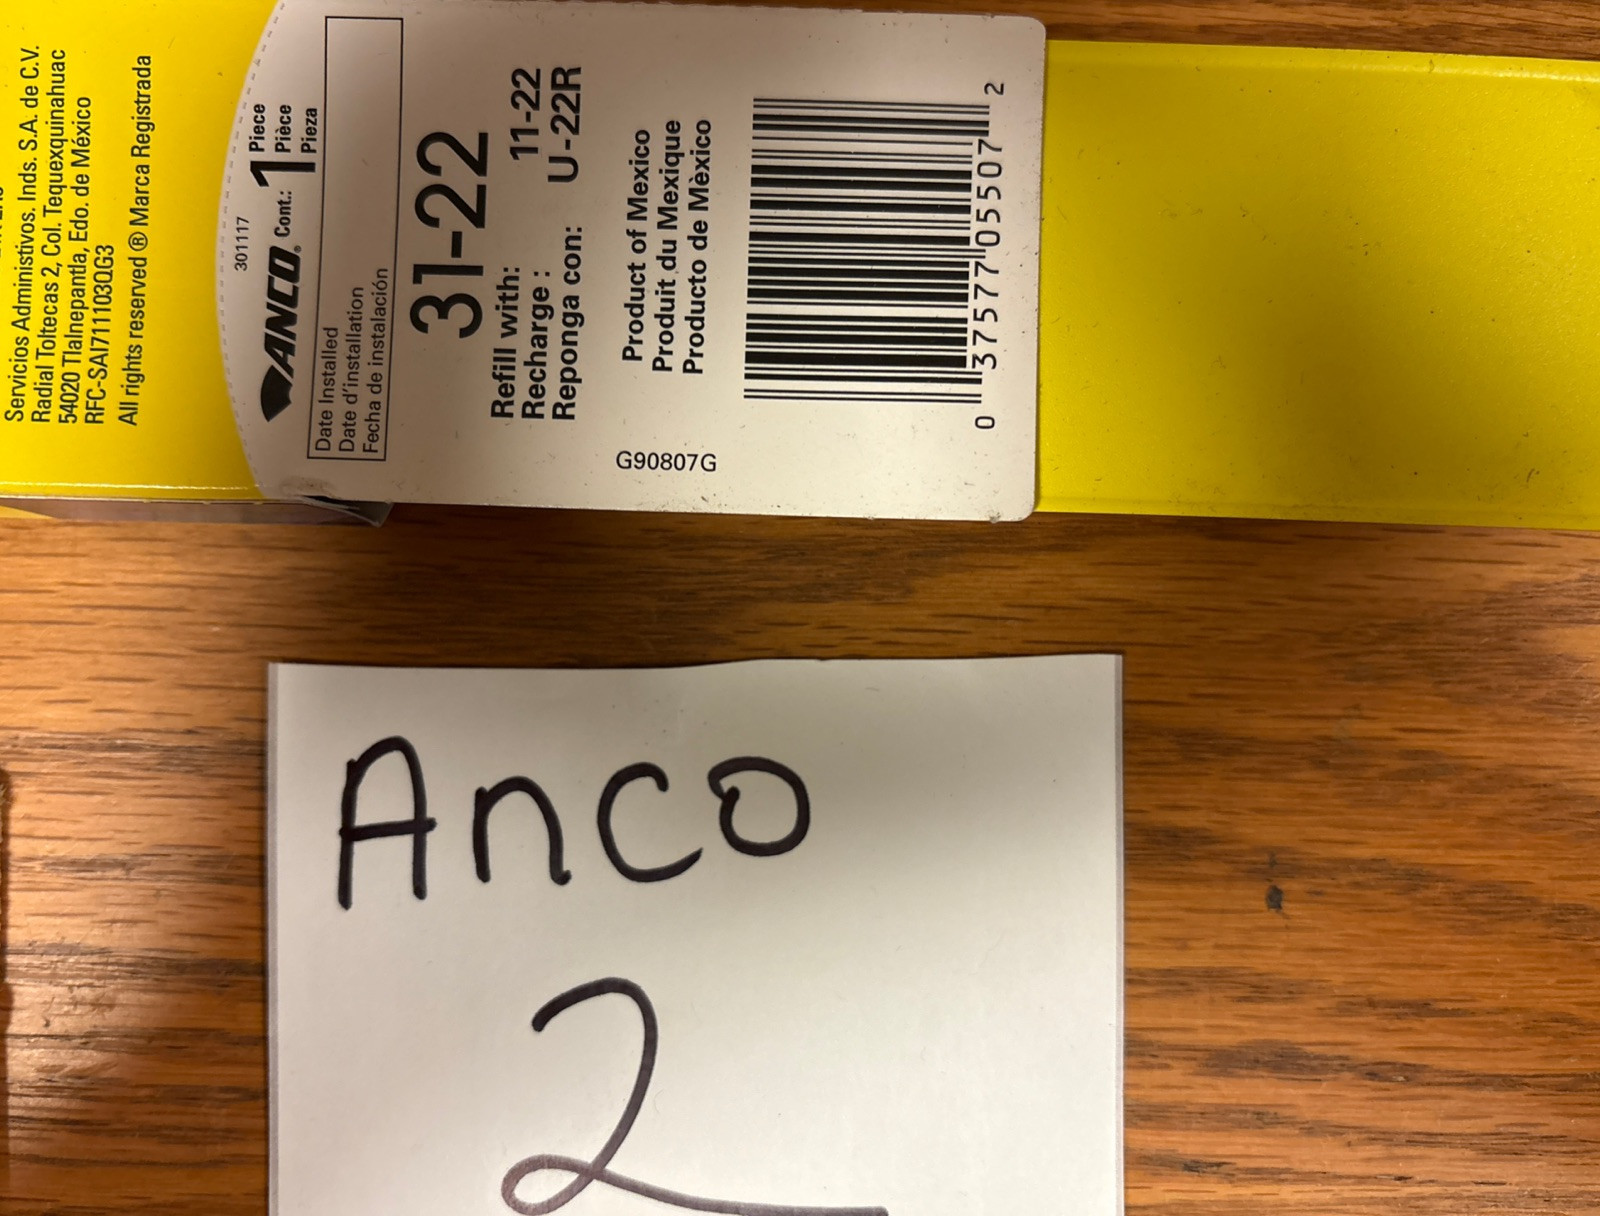 Servicios Administivos. Inds. S.A. de C.V.
Radial Toltecas 2, Col. Tequexquinahuac
54020 Tlalnepantla, Edo. de México
RFC-SAI7111103QG3
All rights reserved ® Marca Registrada
301117
ANCO® Cont.: 1 Piece
Pièce
Pieza
Date Installed
Date d'installation
Fecha de instalación
31-22
Refill with: 11-22
Recharge : U-22R
Reponga con:
Product of Mexico
Produit du Mexique
Producto de Mèxico
G90807G
0 37577 05507 2
Anco
2